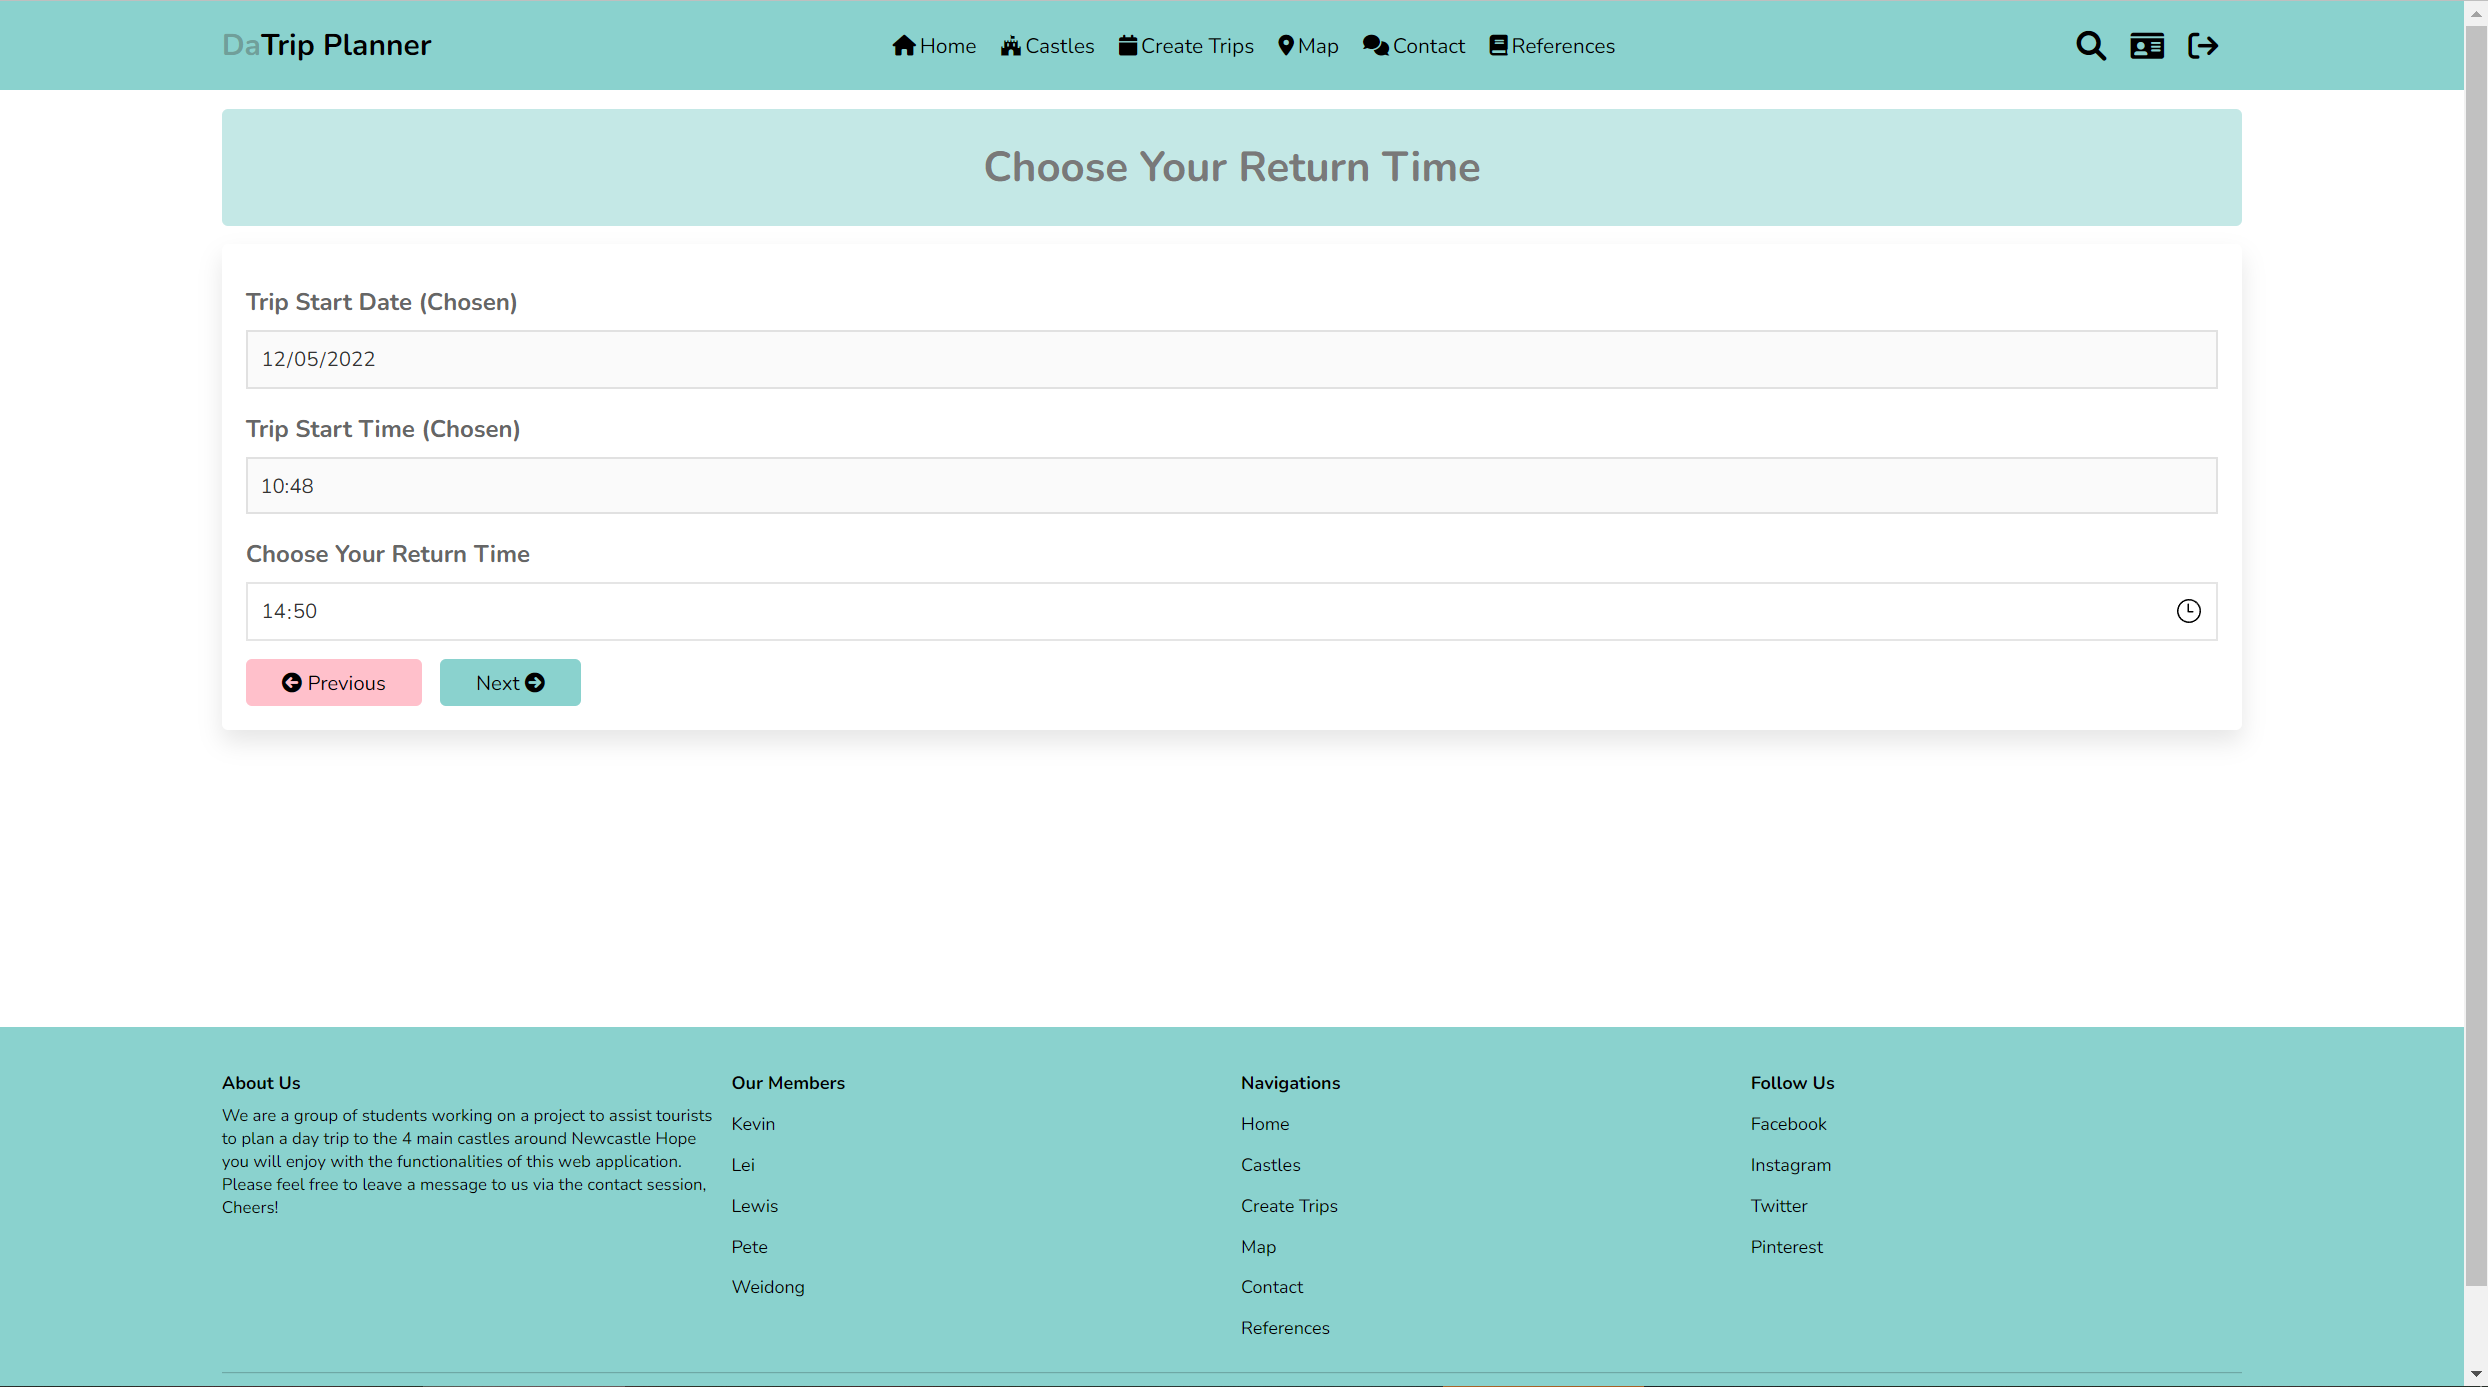 DaTrip Planner
Home Castles Create Trips Map Contact References
Choose Your Return Time
Trip Start Date (Chosen)
12/05/2022
Trip Start Time (Chosen)
10:48
Choose Your Return Time
14:50
Previous Next
About Us
We are a group of students working on a project to assist tourists
to plan a day trip to the 4 main castles around Newcastle Hope
you will enjoy with the functionalities of this web application.
Please feel free to leave a message to us via the contact session,
Cheers!
Our Members
Kevin
Lei
Lewis
Pete
Weidong
Navigations
Home
Castles
Create Trips
Map
Contact
References
Follow Us
Facebook
Instagram
Twitter
Pinterest